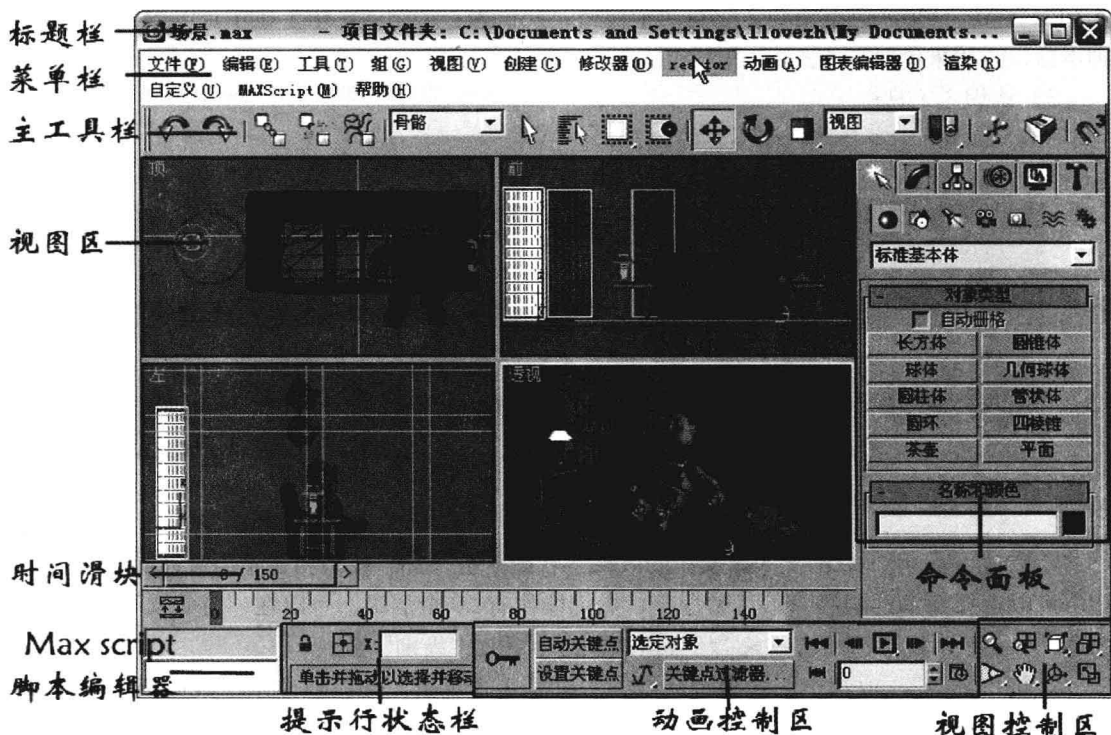 标题栏
场景.max - 项目文件夹: C:\Documents and Settings\llovezh\My Documents...
菜单栏
文件(F) 编辑(E) 工具(T) 组(G) 视图(V) 创建(C) 修改器(O) reactor 动画(A) 图表编辑器(D) 渲染(R)
自定义(U) MAXScript(M) 帮助(H)
主工具栏
骨骼
视图
3
视图区
顶
前
左
透视
标准基本体
- 对象类型
自动栅格
长方体 圆锥体
球体 几何球体
圆柱体 管状体
圆环 四棱锥
茶壶 平面
- 名称和颜色
命令面板
时间滑块
< 0 / 150 >
0 20 40 60 80 100 120 140
Max script
脚本编辑器
X:
单击并拖动以选择并移动
自动关键点 选定对象
设置关键点 关键点过滤器...
0
提示行状态栏
动画控制区
视图控制区